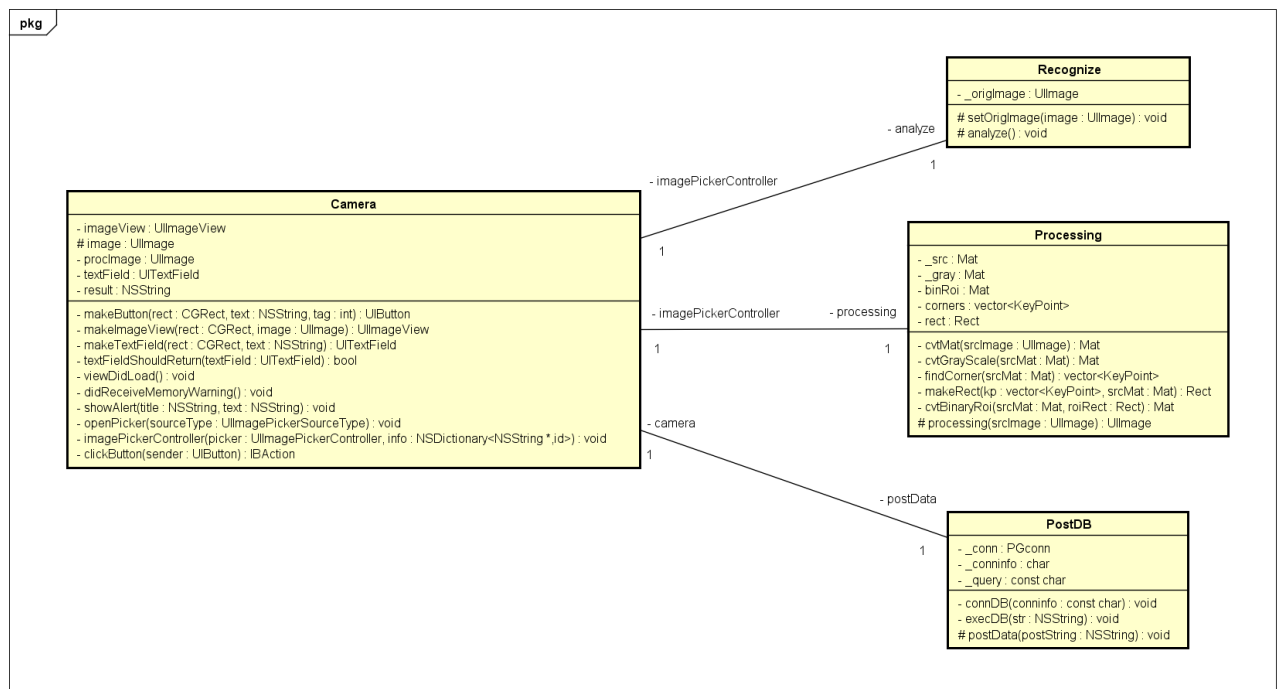 pkg
Recognize
- _origImage : UIImage
# setOrigImage(image : UIImage) : void
# analyze() : void
- analyze
1
- imagePickerController
1
Camera
- imageView : UIImageView
# image : UIImage
- procImage : UIImage
- textField : UITextField
- result : NSString
- makeButton(rect : CGRect, text : NSString, tag : int) : UIButton
- makeImageView(rect : CGRect, image : UIImage) : UIImageView
- makeTextField(rect : CGRect, text : NSString) : UITextField
- textFieldShouldReturn(textField : UITextField) : bool
- viewDidLoad() : void
- didReceiveMemoryWarning() : void
- showAlert(title : NSString, text : NSString) : void
- openPicker(sourceType : UIImagePickerSourceType) : void
- imagePickerController(picker : UIImagePickerController, info : NSDictionary<NSString *,id>) : void
- clickButton(sender : UIButton) : IBAction
- imagePickerController
- processing
1
1
Processing
- _src : Mat
- _gray : Mat
- binRoi : Mat
- corners : vector<KeyPoint>
- rect : Rect
- cvtMat(srcImage : UIImage) : Mat
- cvtGrayScale(srcMat : Mat) : Mat
- findCorner(srcMat : Mat) : vector<KeyPoint>
- makeRect(kp : vector<KeyPoint>, srcMat : Mat) : Rect
- cvtBinaryRoi(srcMat : Mat, roiRect : Rect) : Mat
# processing(srcImage : UIImage) : UIImage
- camera
1
- postData
1
PostDB
- _conn : PGconn
- _conninfo : char
- _query : const char
- connDB(conninfo : const char) : void
- execDB(str : NSString) : void
# postData(postString : NSString) : void